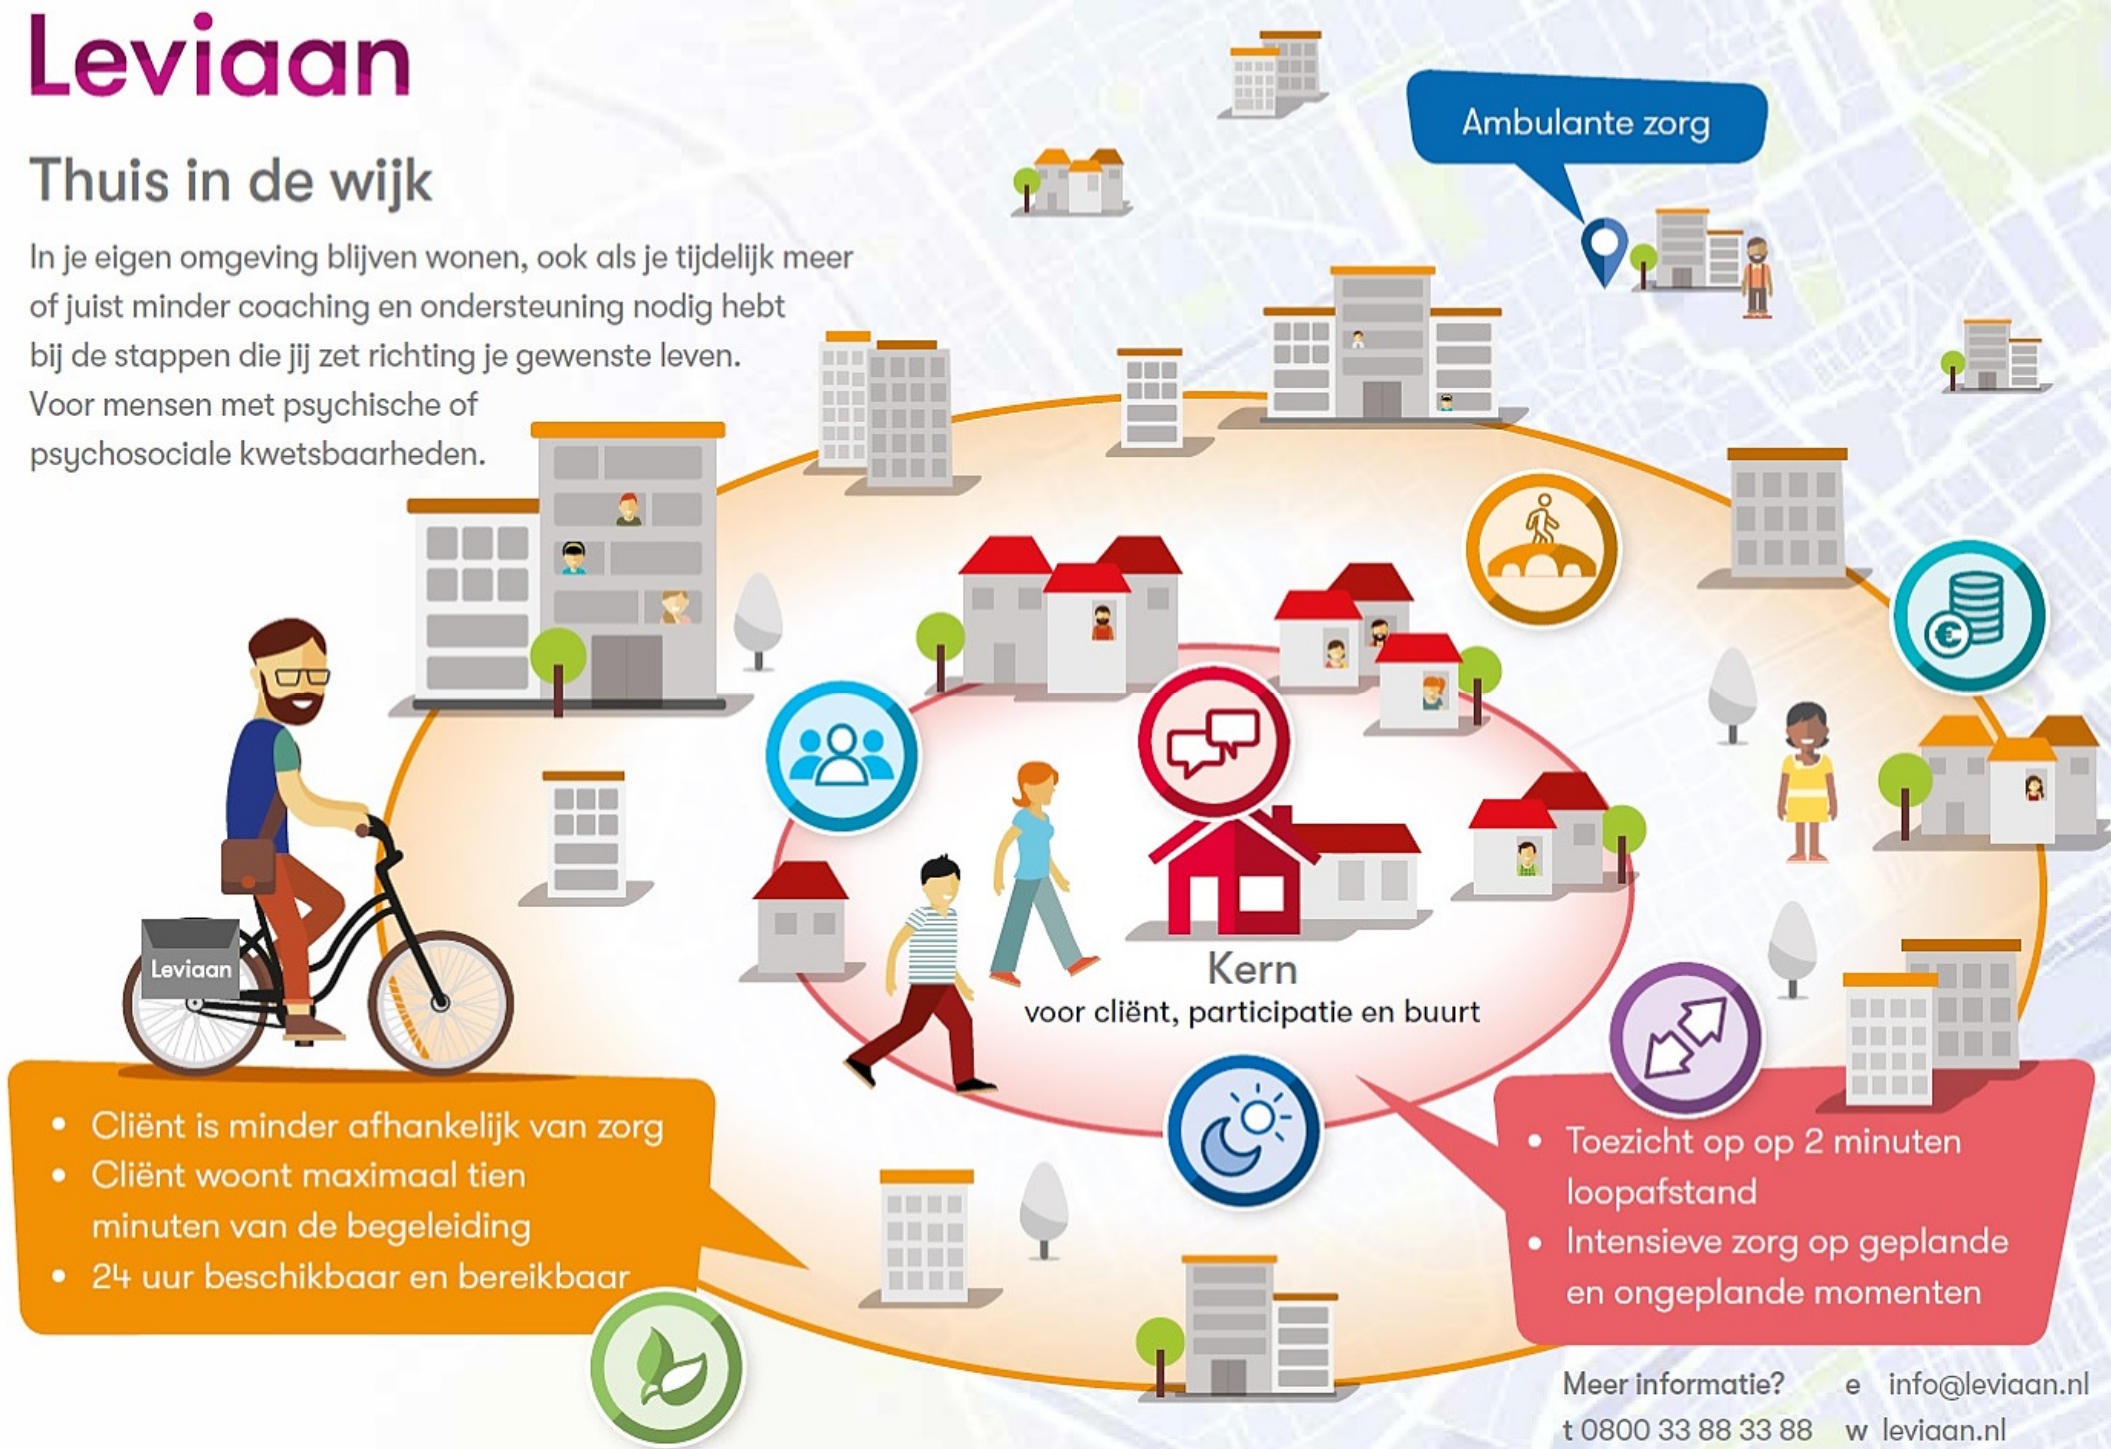 Leviaan
Thuis in de wijk
In je eigen omgeving blijven wonen, ook als je tijdelijk meer
of juist minder coaching en ondersteuning nodig hebt
bij de stappen die jij zet richting je gewenste leven.
Voor mensen met psychische of
psychosociale kwetsbaarheden.
Ambulante zorg
Leviaan
Kern
voor cliënt, participatie en buurt
• Cliënt is minder afhankelijk van zorg
• Cliënt woont maximaal tien
minuten van de begeleiding
• 24 uur beschikbaar en bereikbaar
• Toezicht op op 2 minuten
loopafstand
• Intensieve zorg op geplande
en ongeplande momenten
Meer informatie? e info@leviaan.nl
t 0800 33 88 33 88 w leviaan.nl
€